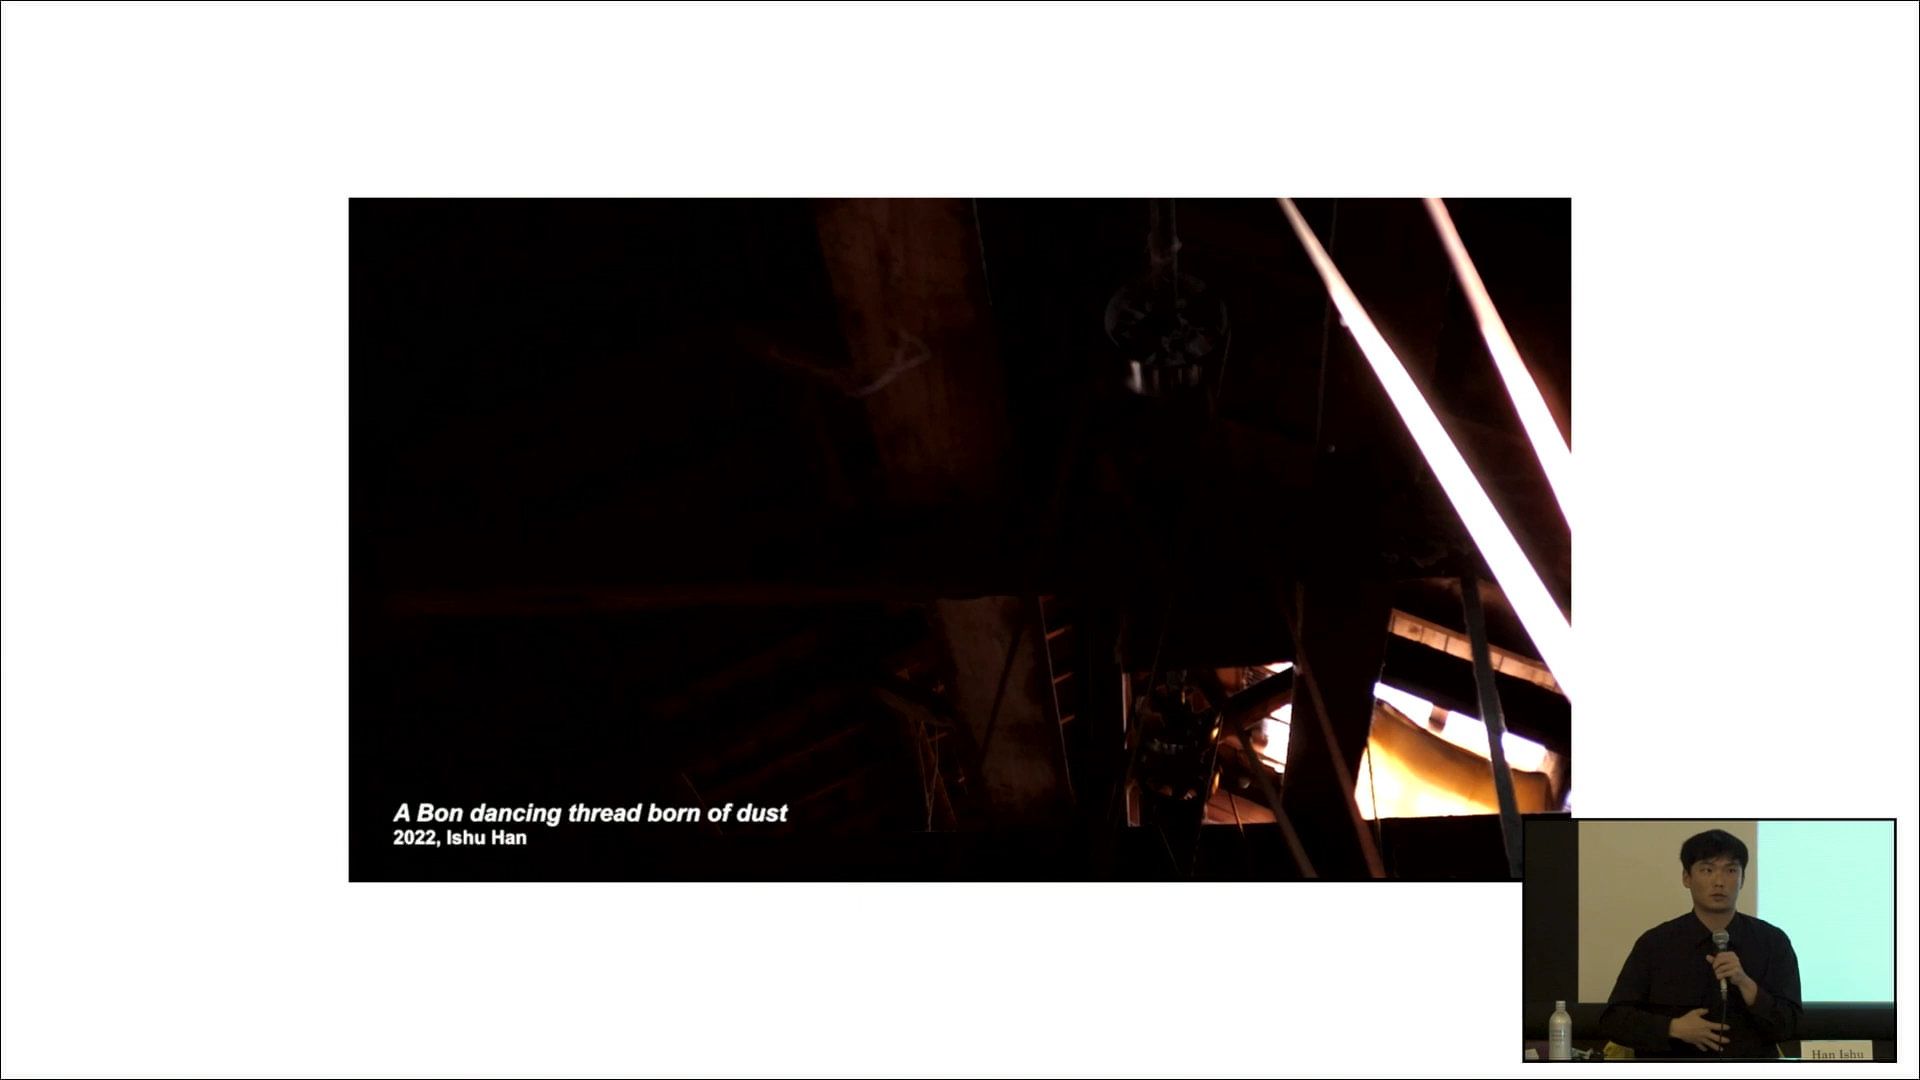 A Bon dancing thread born of dust
2022, Ishu Han
Han Ishu